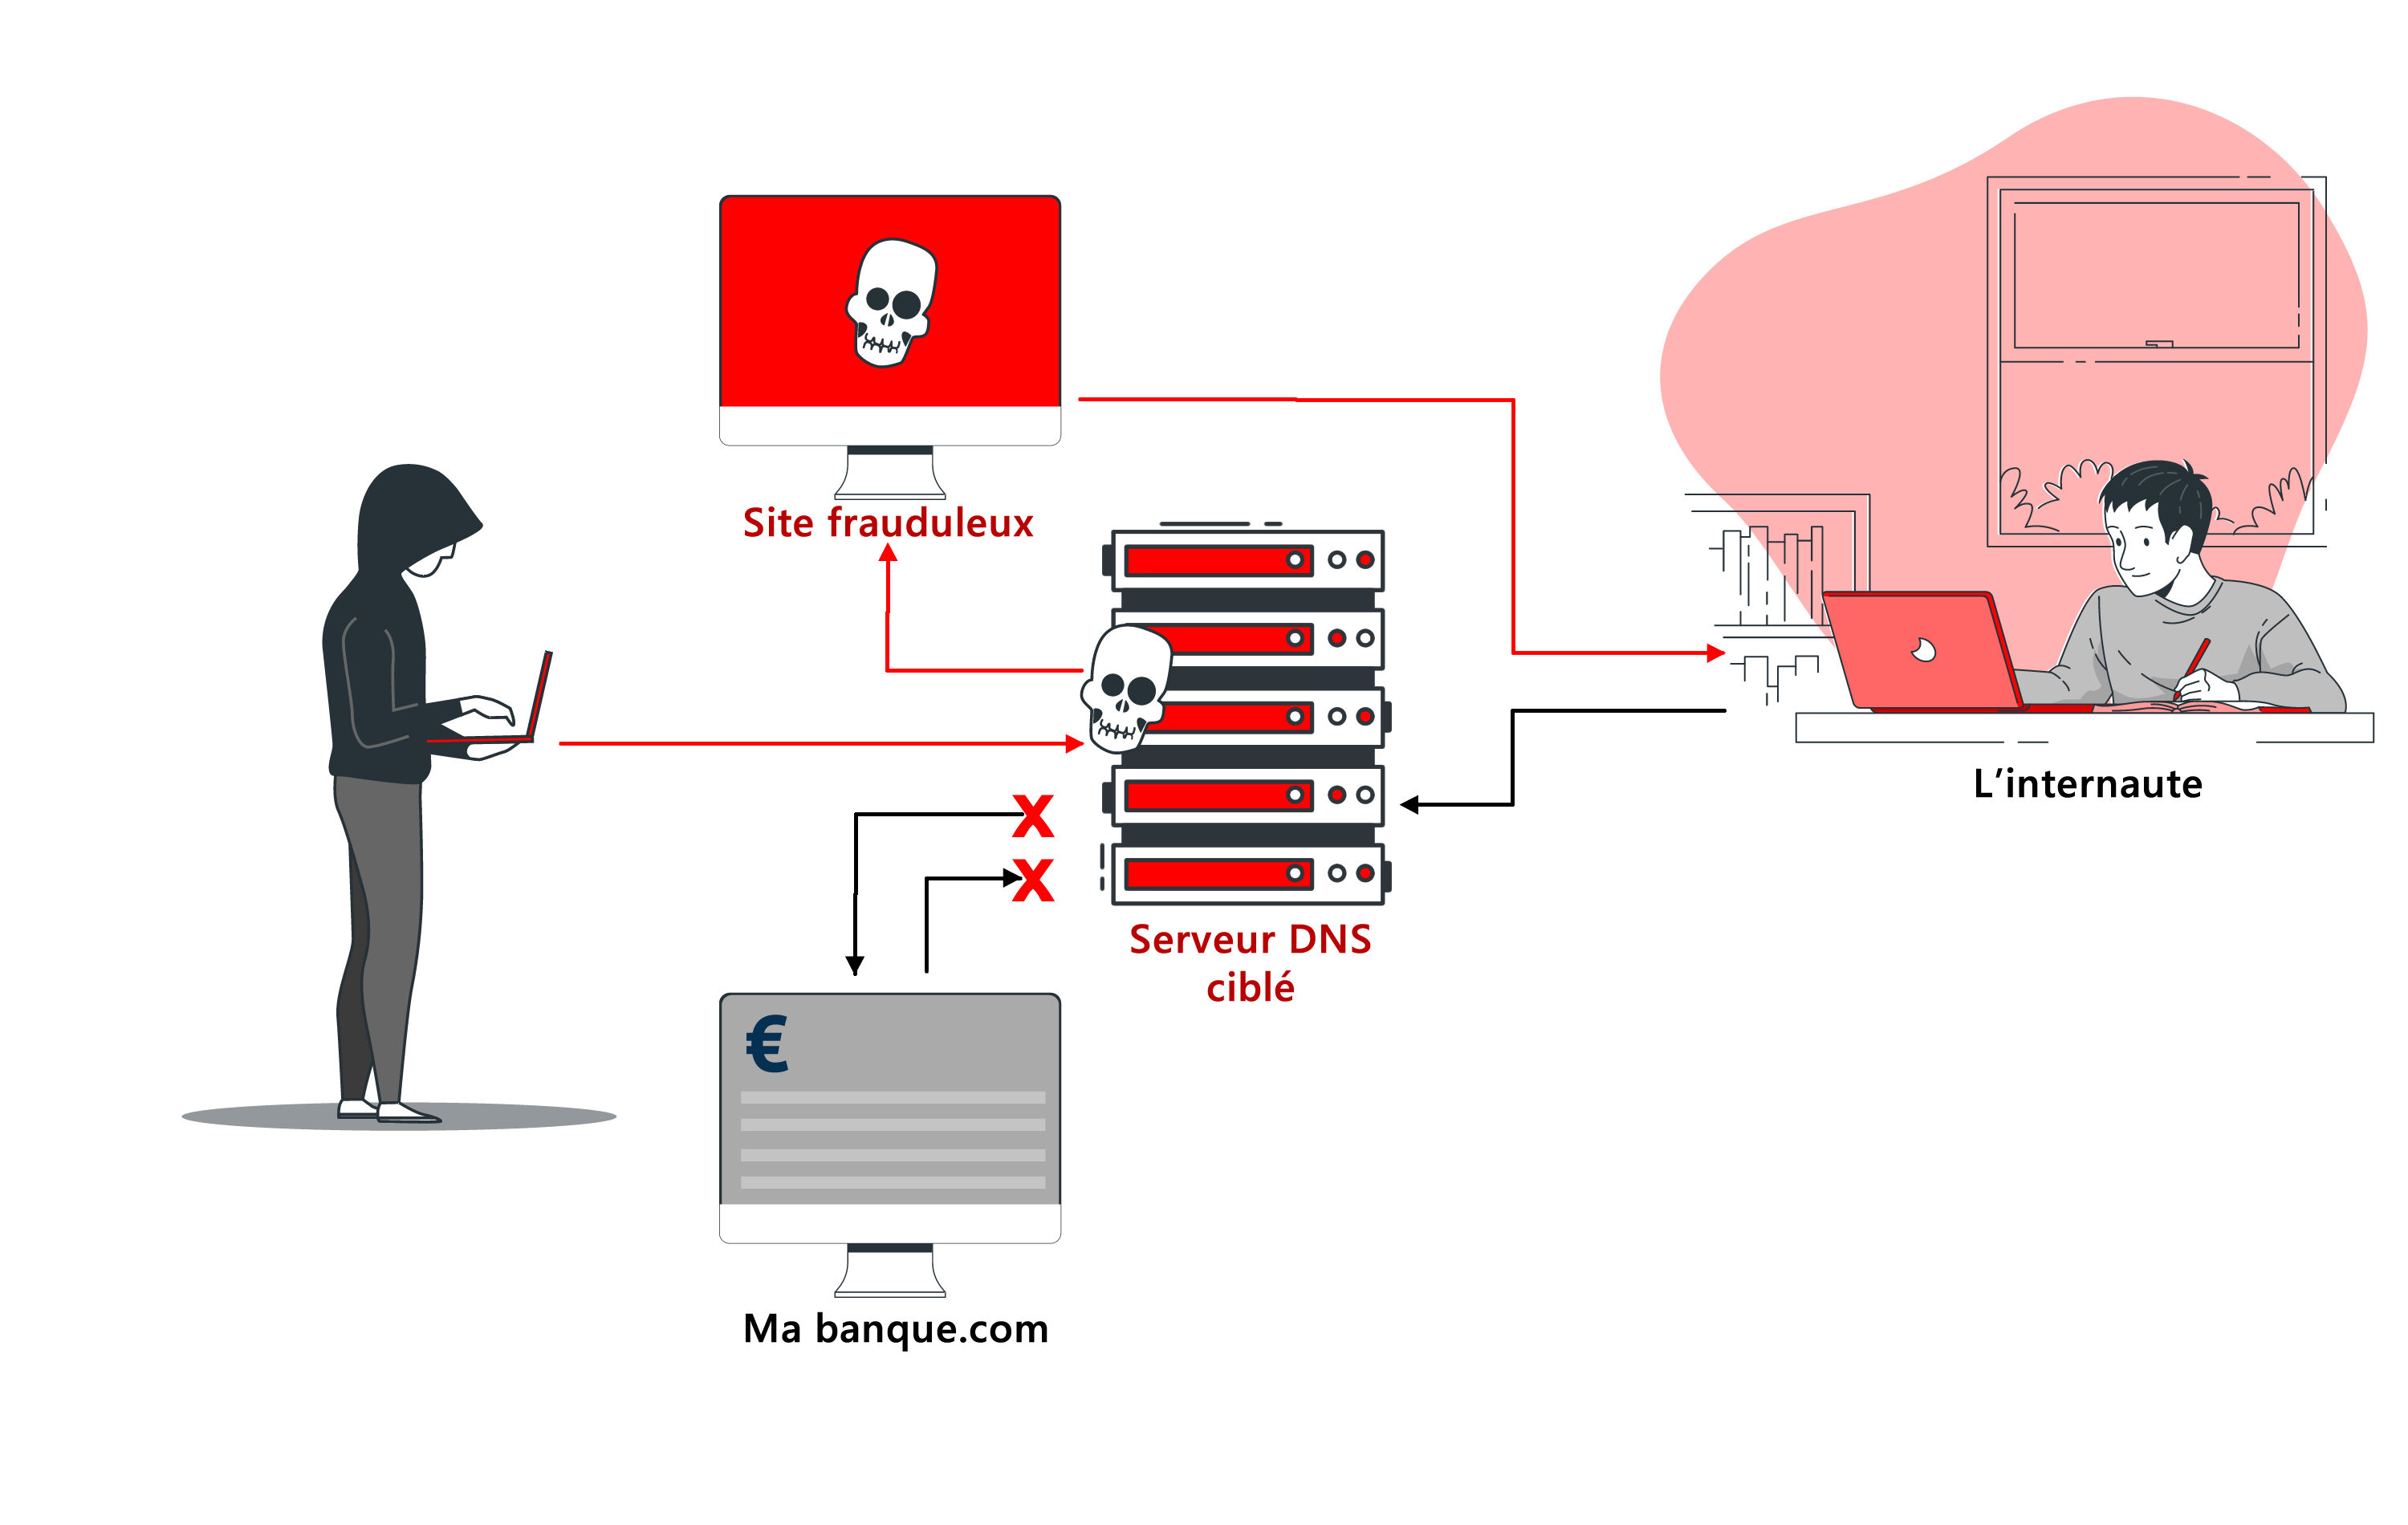 Site frauduleux
L’internaute
X
X
Serveur DNS
ciblé
€
Ma banque.com